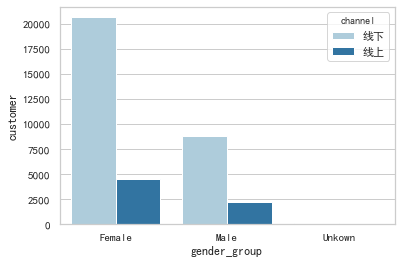 channel
线下
线上
20000
17500
15000
12500
10000
7500
5000
2500
0
customer
Female
Male
Unkown
gender_group